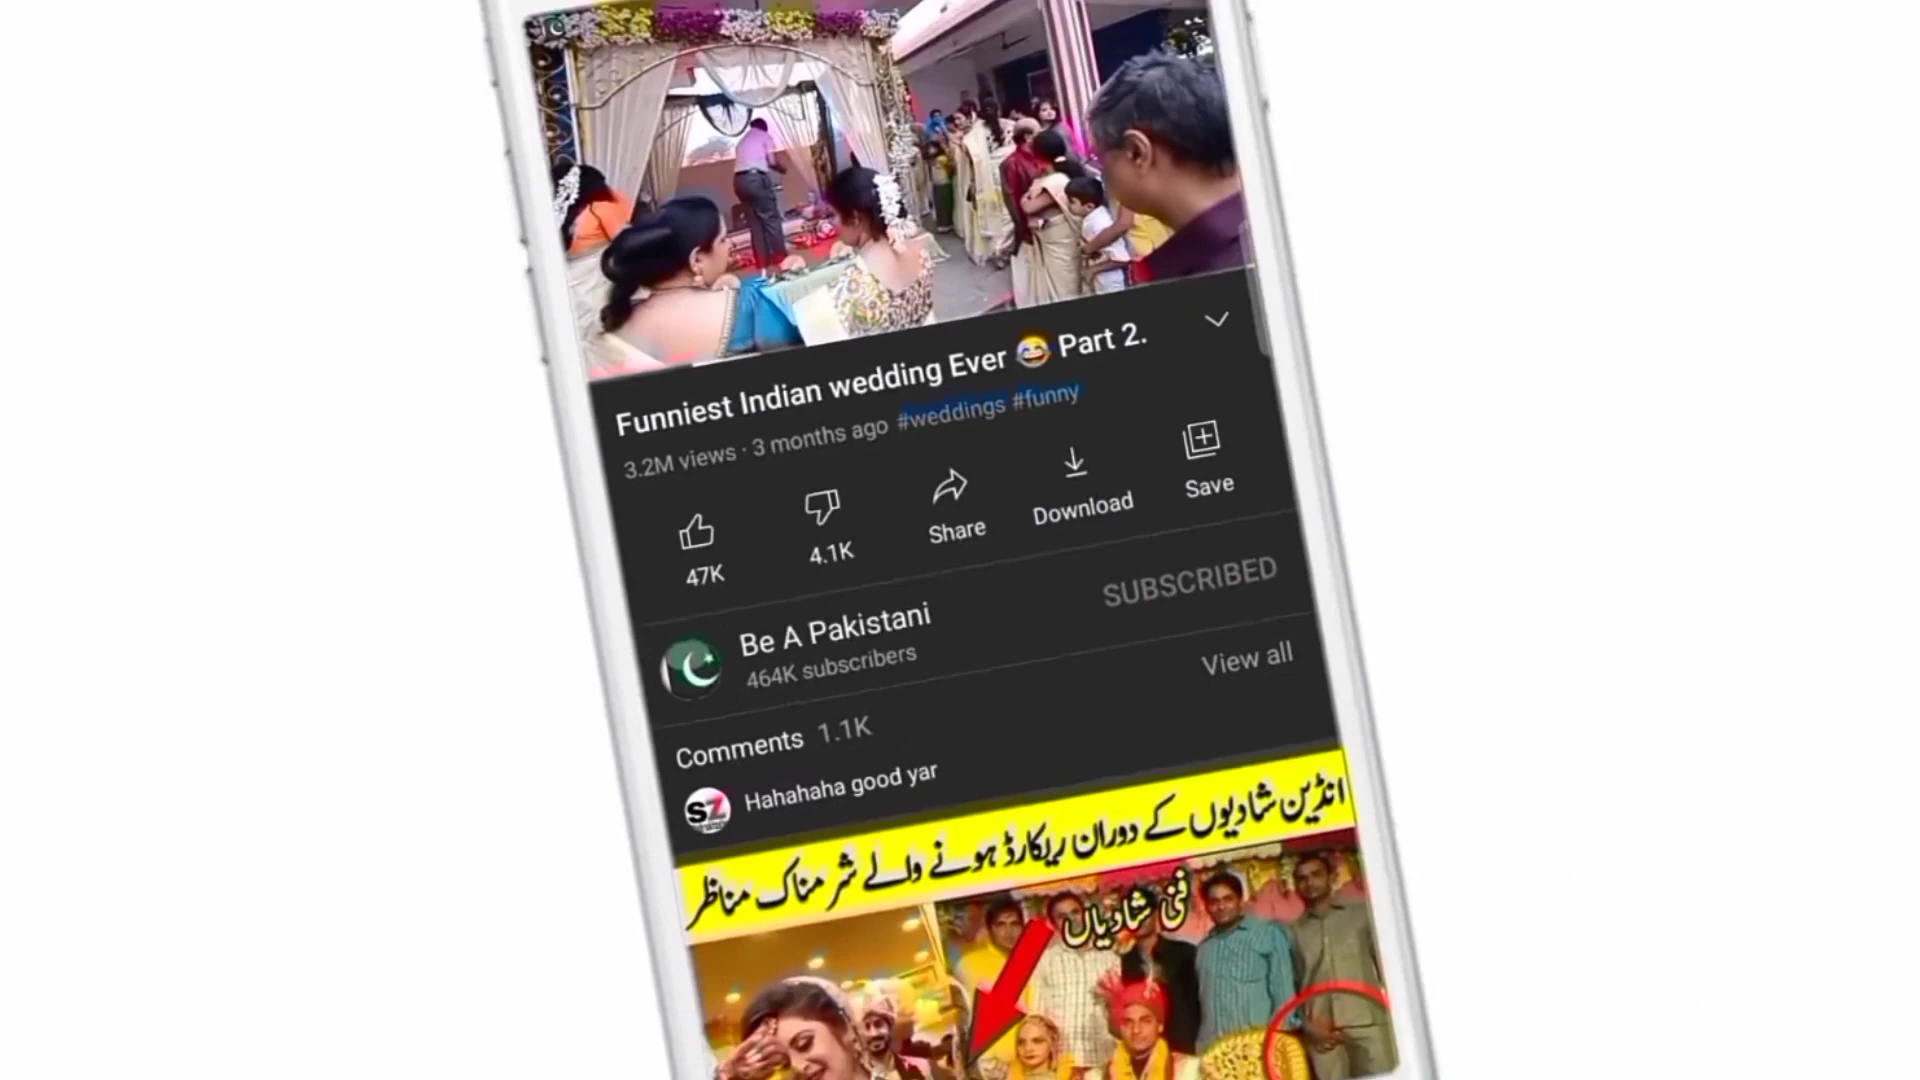 Funniest Indian wedding Ever 😂 Part 2.
3.2M views · 3 months ago #weddings #funny
47K
4.1K
Share
Download
Save
Be A Pakistani
464K subscribers
SUBSCRIBED
Comments 1.1K
View all
SZ
Hahahaha good yar
انڈین شادیوں کے دوران ریکارڈ ہونے والے شرمناک مناظر
فنی شادیاں